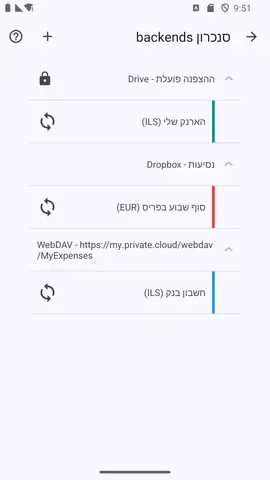 9:51
סנכרון backends
Drive - ההצפנה פועלת
הארנק שלי (ILS)
Dropbox - נסיעות
סוף שבוע בפריס (EUR)
WebDAV - https://my.private.cloud/webdav
/MyExpenses
חשבון בנק (ILS)